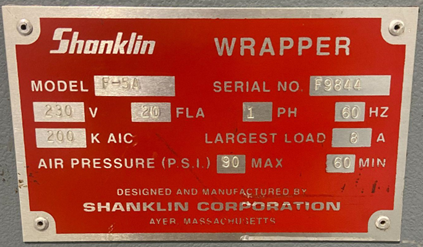 Shanklin WRAPPER
MODEL F-5A SERIAL NO. F9844
230 V 20 FLA 1 PH 60 HZ
200 K AIC LARGEST LOAD 8 A
AIR PRESSURE (P.S.I.) 90 MAX 60 MIN
DESIGNED AND MANUFACTURED BY
SHANKLIN CORPORATION
AYER, MASSACHUSETTS